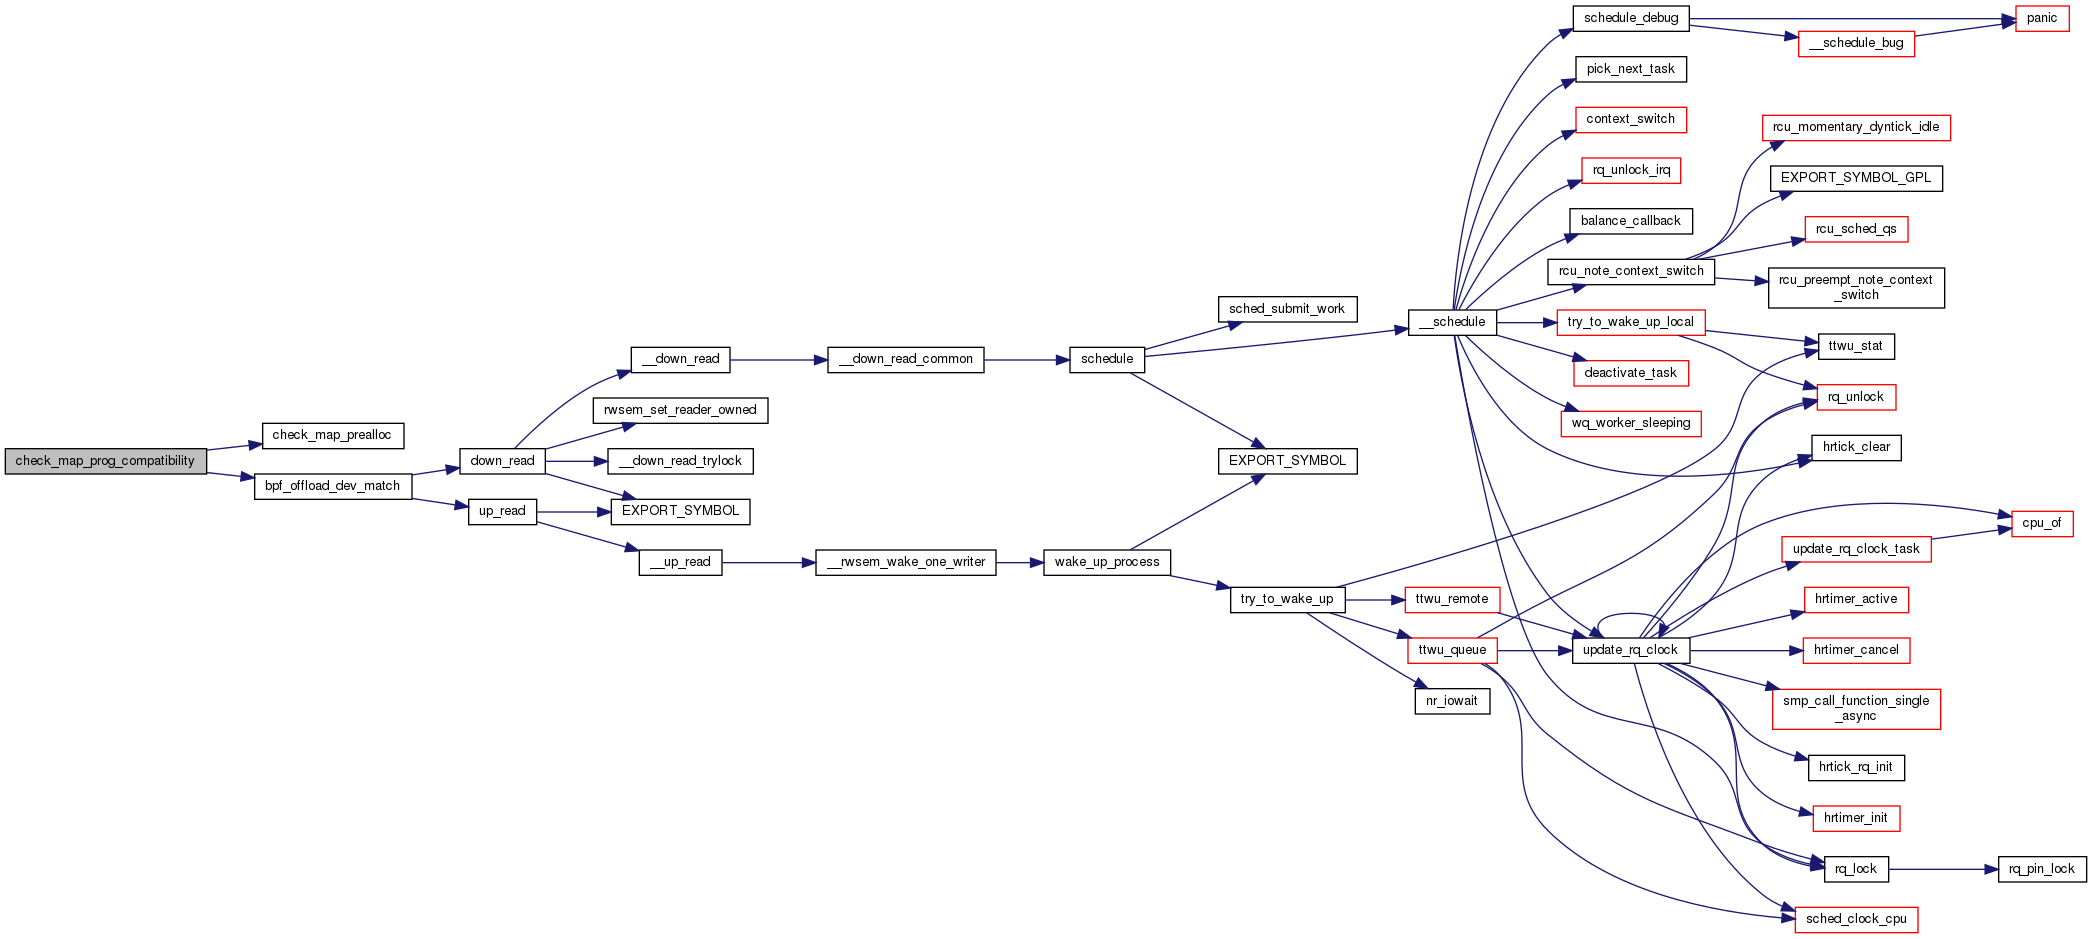 check_map_prog_compatibility
check_map_prealloc
bpf_offload_dev_match
down_read
up_read
__down_read
rwsem_set_reader_owned
__down_read_trylock
EXPORT_SYMBOL
__up_read
__down_read_common
__rwsem_wake_one_writer
schedule
wake_up_process
sched_submit_work
EXPORT_SYMBOL
try_to_wake_up
__schedule
ttwu_remote
ttwu_queue
nr_iowait
schedule_debug
pick_next_task
context_switch
rq_unlock_irq
balance_callback
rcu_note_context_switch
try_to_wake_up_local
deactivate_task
wq_worker_sleeping
update_rq_clock
__schedule_bug
rcu_momentary_dyntick_idle
EXPORT_SYMBOL_GPL
rcu_sched_qs
rcu_preempt_note_context
_switch
ttwu_stat
rq_unlock
hrtick_clear
update_rq_clock_task
hrtimer_active
hrtimer_cancel
smp_call_function_single
_async
hrtick_rq_init
hrtimer_init
rq_lock
sched_clock_cpu
panic
cpu_of
rq_pin_lock